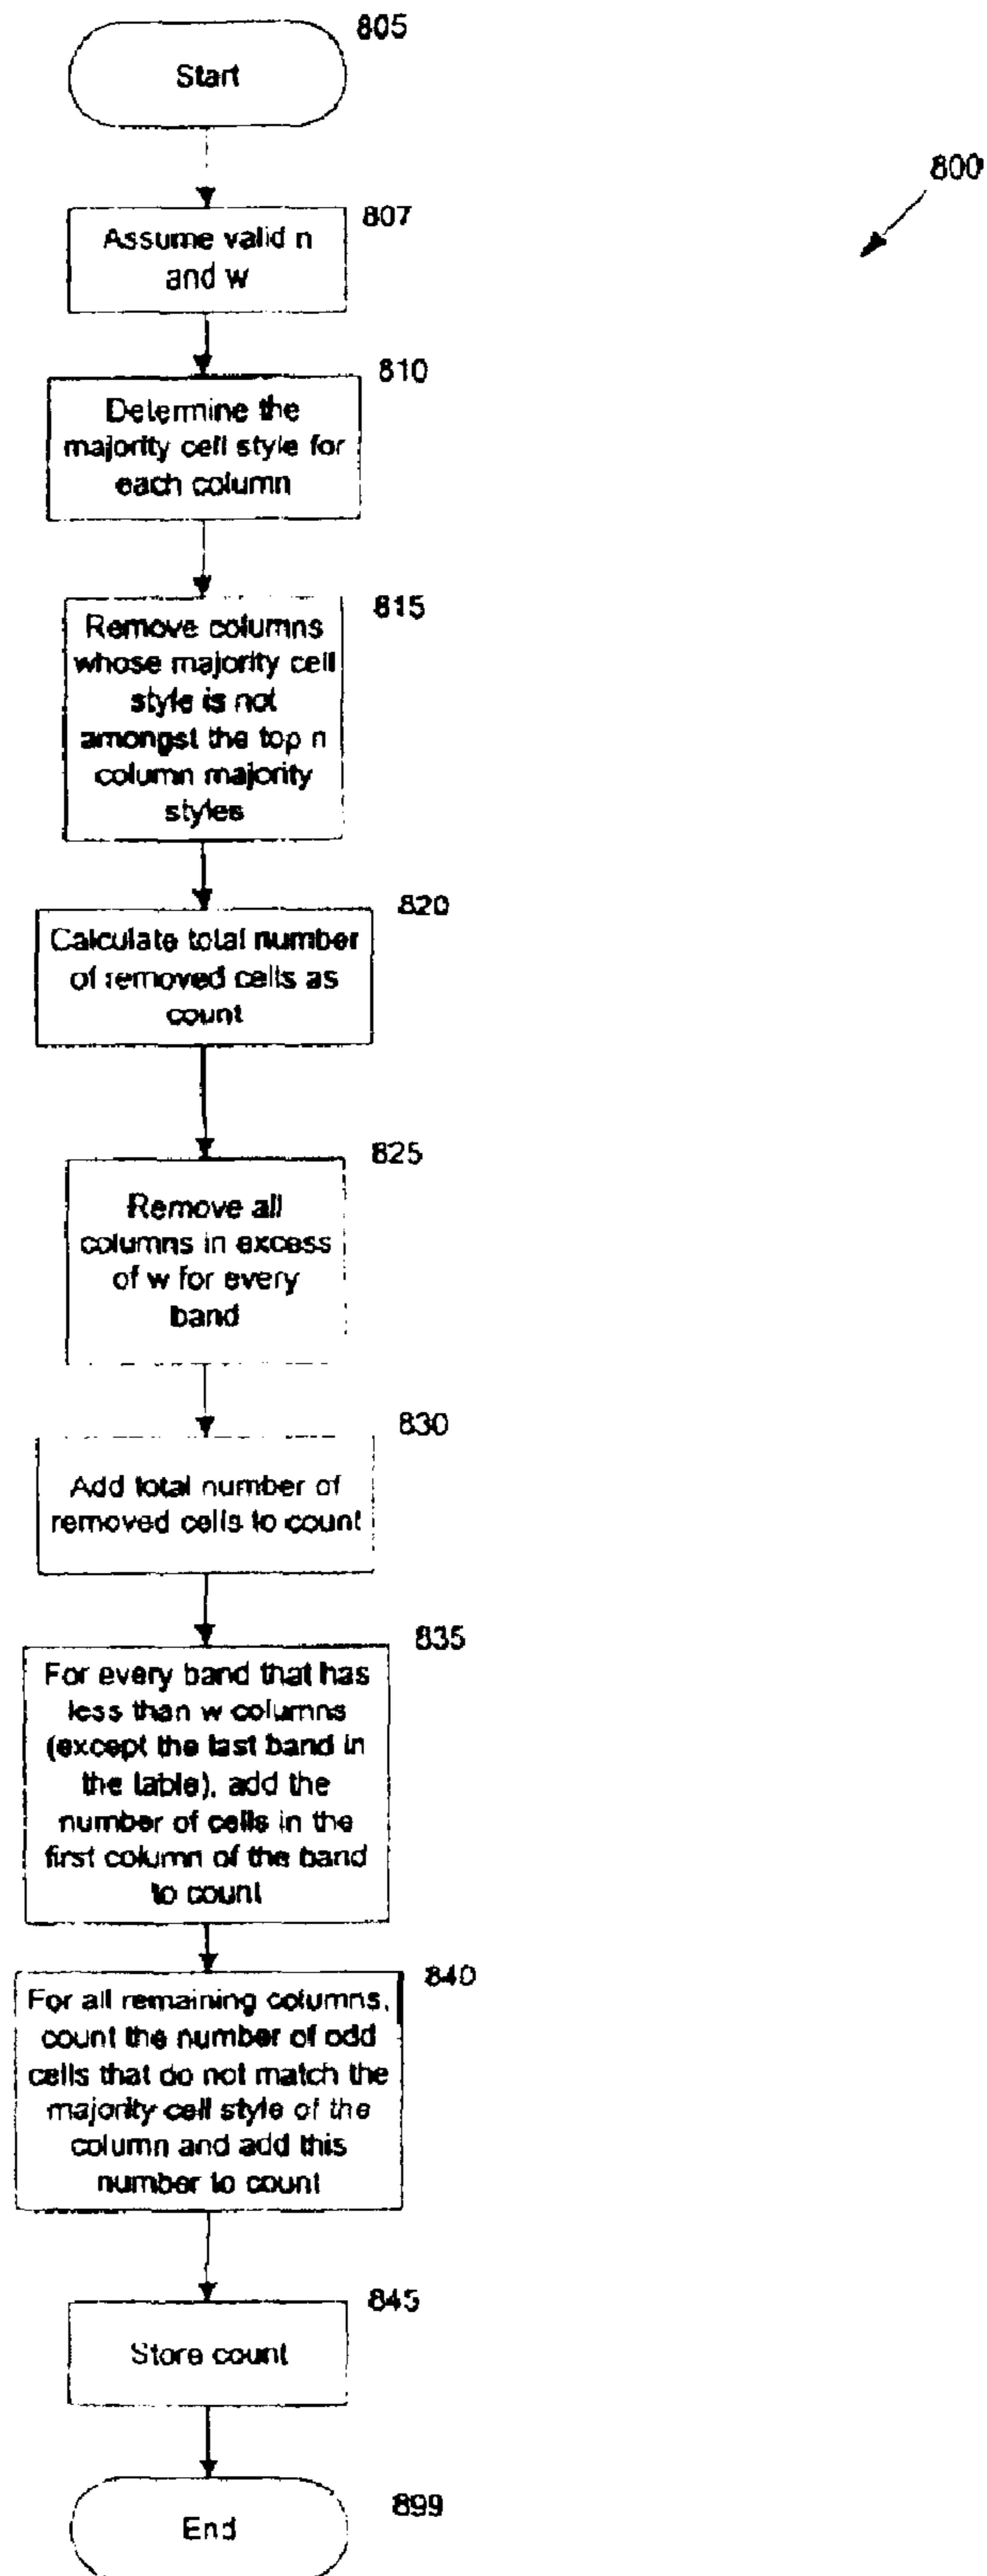 805
Start
800
807
Assume valid n
and w
810
Determine the
majority cell style for
each column
815
Remove columns
whose majority cell
style is not
amongst the top n
column majority
styles
820
Calculate total number
of removed cells as
count
825
Remove all
columns in excess
of w for every
band
830
Add total number of
removed cells to count
835
For every band that has
less than w columns
(except the last band in
the table), add the
number of cells in the
first column of the band
to count
840
For all remaining columns,
count the number of odd
cells that do not match the
majority cell style of the
column and add this
number to count
845
Store count
899
End